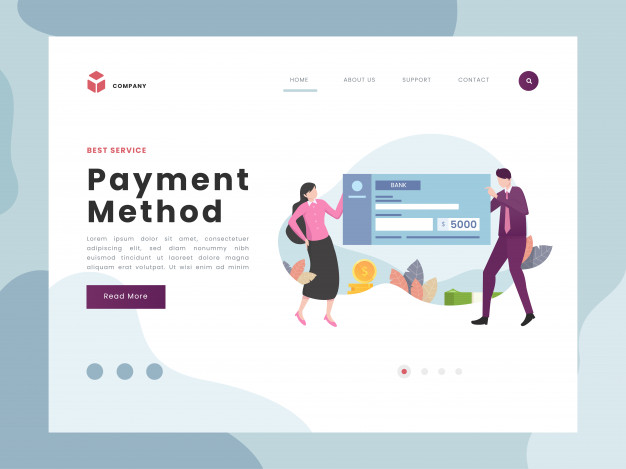 COMPANY
HOME
ABOUT US
SUPPORT
CONTACT
BEST SERVICE
Payment
Method
Lorem ipsum dolor sit amet, consectetuer
adipiscing elit, sed diam nonummy nibh
euismod tincidunt ut laoreet dolore magna
aliquam erat volutpat. Ut wisi enim ad minim
Read More
BANK
$ 5000
$